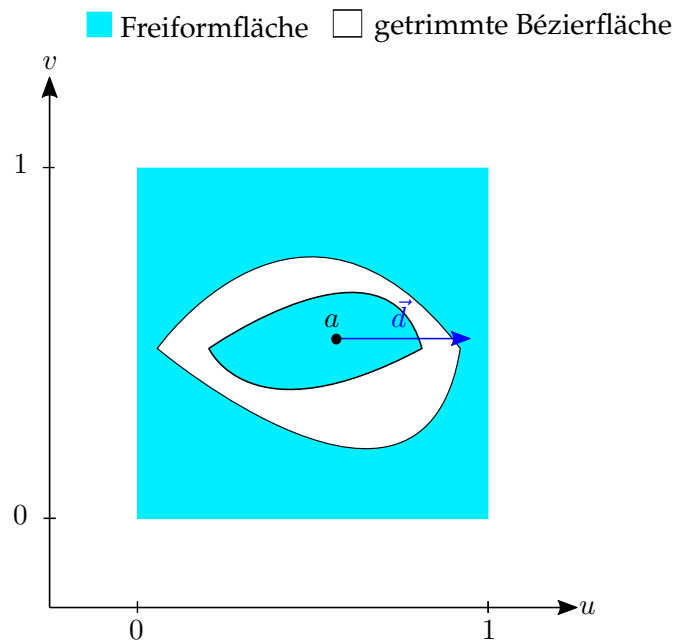 Freiformfläche getrimmte Bézierfläche
v
1
a
d⃗
0
u
0 1